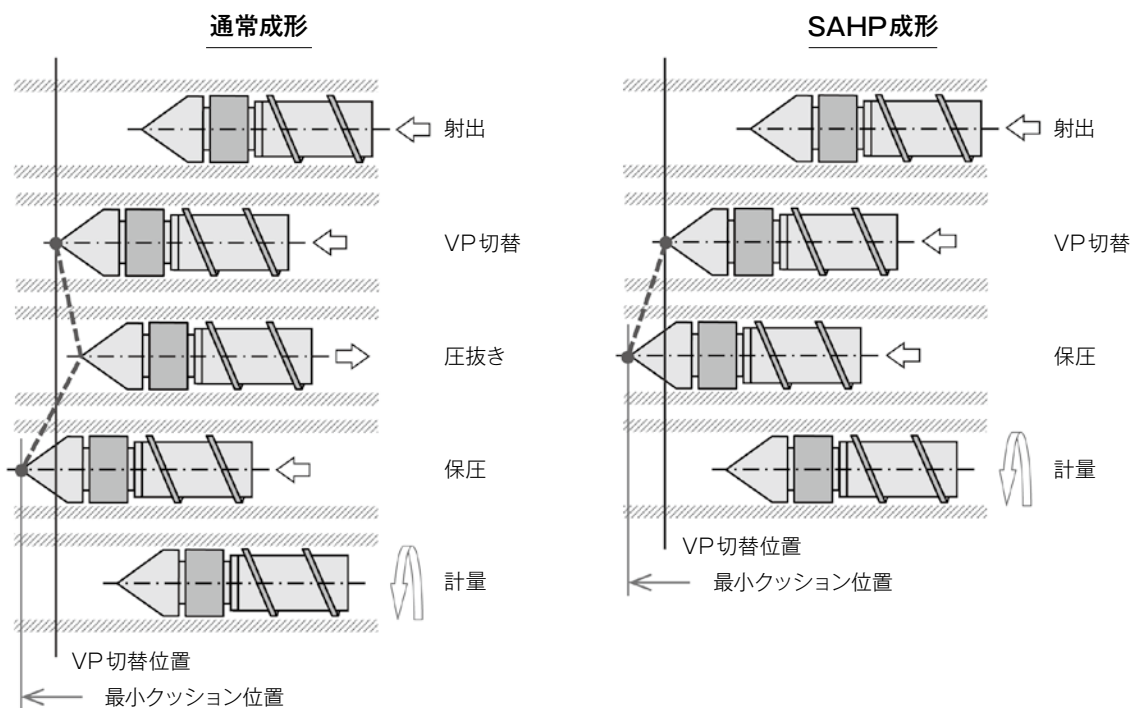 通常成形
射出
VP切替
圧抜き
保圧
計量
VP切替位置
最小クッション位置
SAHP成形
射出
VP切替
保圧
計量
VP切替位置
最小クッション位置